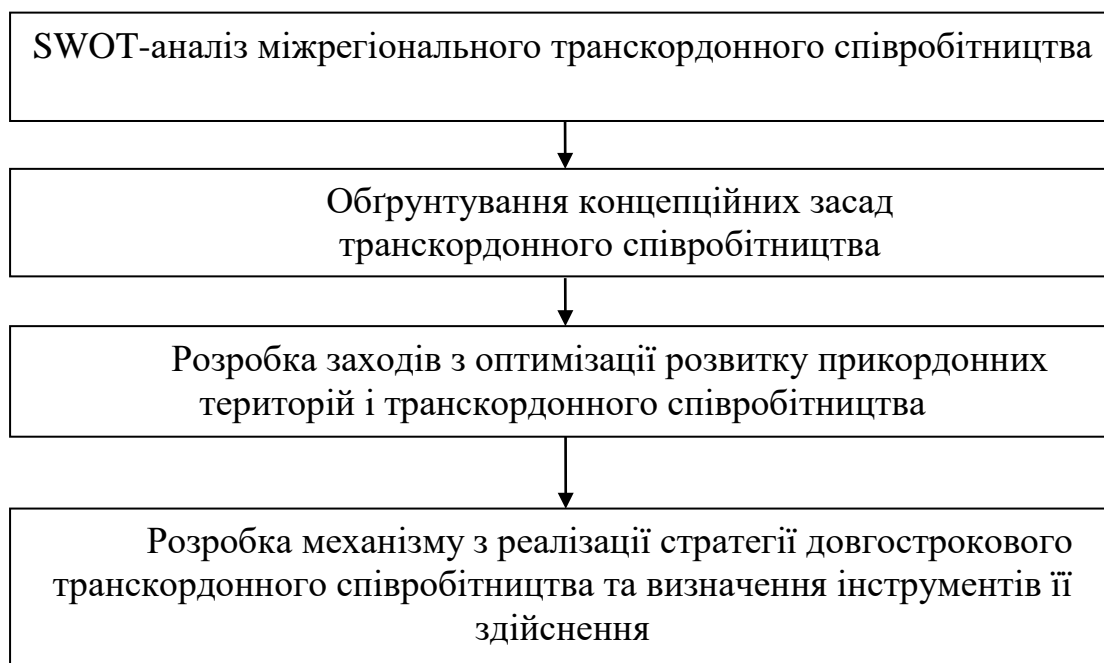 SWOT-аналіз міжрегіонального транскордонного співробітництва
Обґрунтування концепційних засад
транскордонного співробітництва
Розробка заходів з оптимізації розвитку прикордонних
територій і транскордонного співробітництва
Розробка механізму з реалізації стратегії довгострокового
транскордонного співробітництва та визначення інструментів її
здійснення